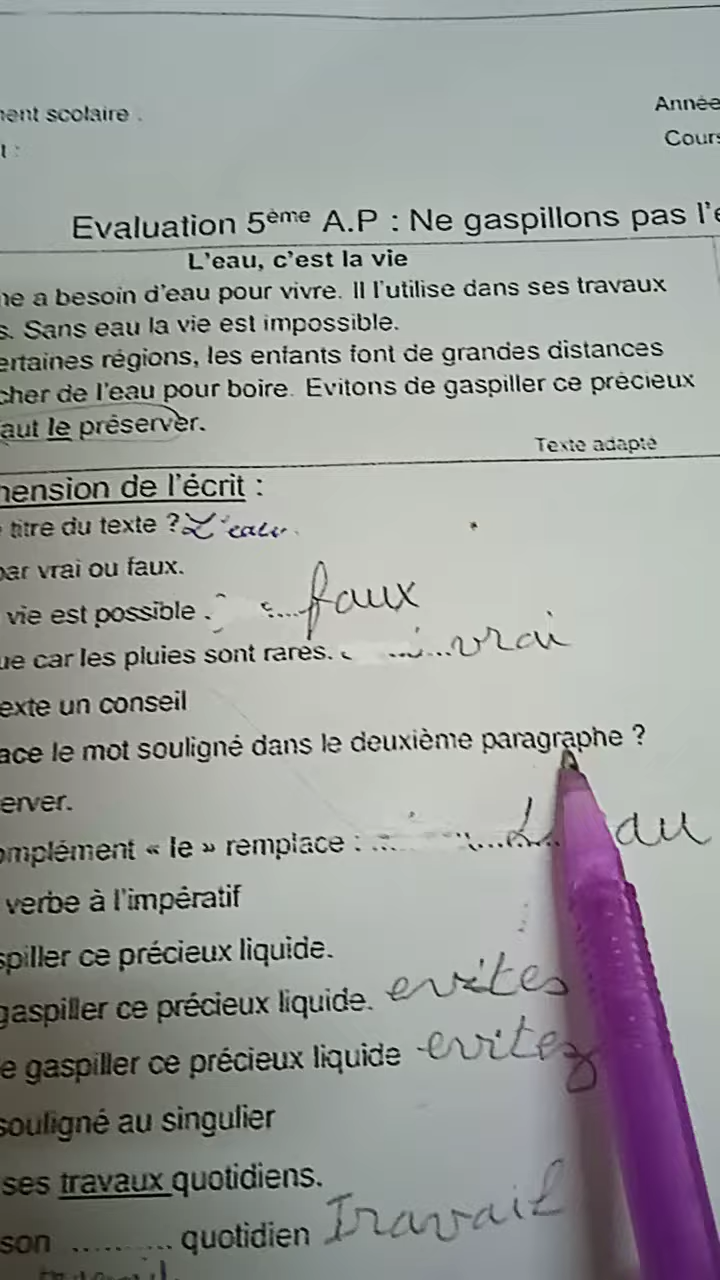 ent scolaire .
Année
t :
Cours
Evaluation 5ème A.P : Ne gaspillons pas l'e
L'eau, c'est la vie
ne a besoin d'eau pour vivre. Il l'utilise dans ses travaux
s. Sans eau la vie est impossible.
ertaines régions, les enfants font de grandes distances
cher de l'eau pour boire. Evitons de gaspiller ce précieux
aut le préserver.
Texte adapté
hension de l'écrit :
titre du texte ? L'eau.
par vrai ou faux.
vie est possible . .... faux
ue car les pluies sont rares. ..... vrai
exte un conseil
ace le mot souligné dans le deuxième paragraphe ?
erver.
omplément « le » remplace : ... au
verbe à l'impératif
spiller ce précieux liquide.
gaspiller ce précieux liquide. evites
e gaspiller ce précieux liquide evitez
souligné au singulier
ses travaux quotidiens.
son .......... quotidien Travail